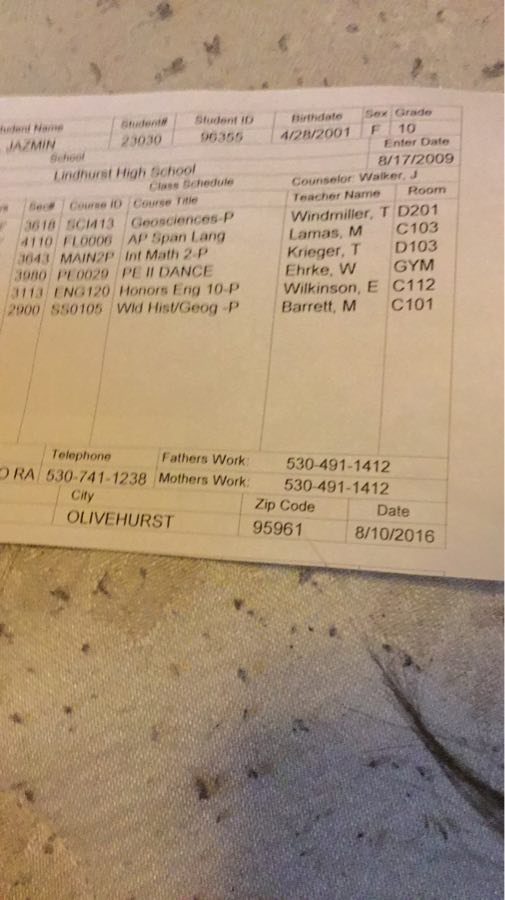 Student Name Student# Student ID Birthdate Sex Grade
JAZMIN 23030 96355 4/28/2001 F 10
School Enter Date
Lindhurst High School 8/17/2009
Class Schedule Counselor: Walker, J
Sec# Course ID Course Title Teacher Name Room
3618 SCI413 Geosciences-P Windmiller, T D201
4110 FL0006 AP Span Lang Lamas, M C103
3643 MAIN2P Int Math 2-P Krieger, T D103
3980 PE0029 PE II DANCE Ehrke, W GYM
3113 ENG120 Honors Eng 10-P Wilkinson, E C112
2900 SS0105 Wld Hist/Geog -P Barrett, M C101
Telephone Fathers Work: 530-491-1412
RA 530-741-1238 Mothers Work: 530-491-1412
City Zip Code Date
OLIVEHURST 95961 8/10/2016